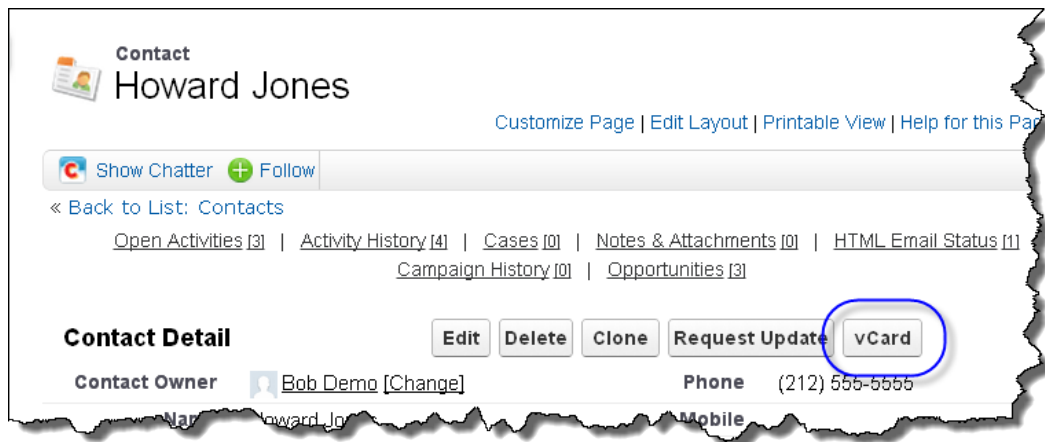 Contact
Howard Jones
Customize Page | Edit Layout | Printable View | Help for this
Show Chatter Follow
« Back to List: Contacts
Open Activities [3] | Activity History [4] | Cases [0] | Notes & Attachments [0] | HTML Email Status [1]
Campaign History [0] | Opportunities [3]
Contact Detail Edit Delete Clone Request Update vCard
Contact Owner Bob Demo [Change] Phone (212) 555-5555
Mobile